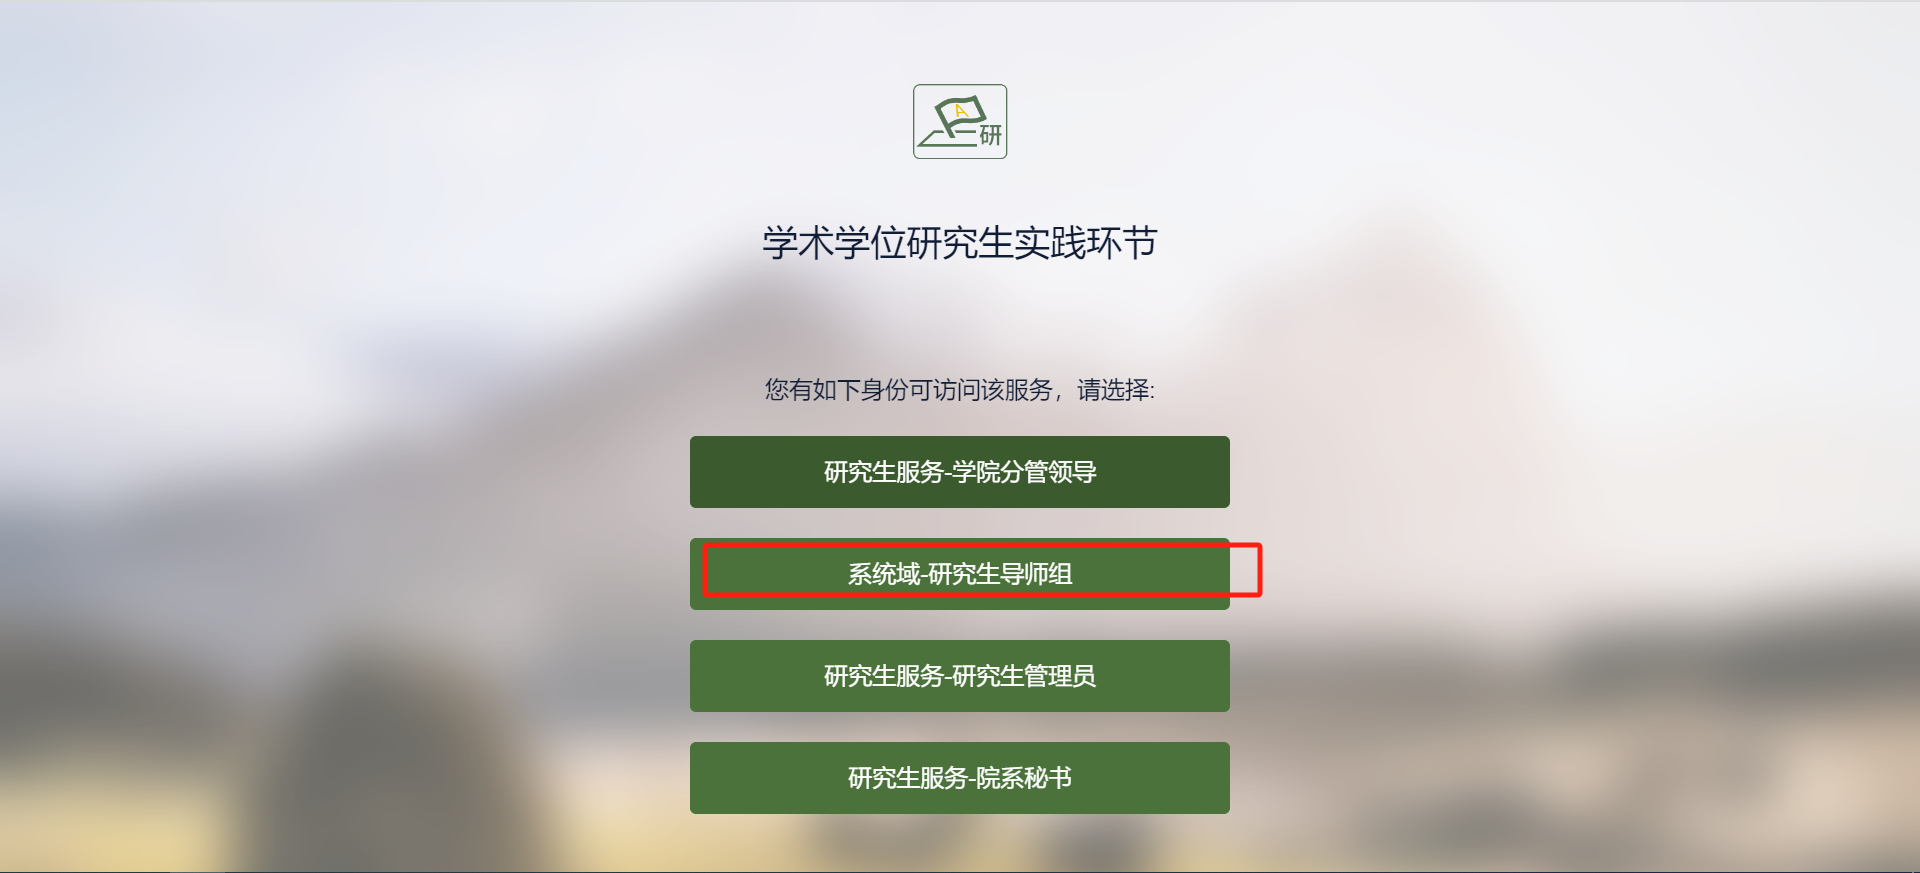 A
研
学术学位研究生实践环节
您有如下身份可访问该服务，请选择:
研究生服务-学院分管领导
系统域-研究生导师组
研究生服务-研究生管理员
研究生服务-院系秘书